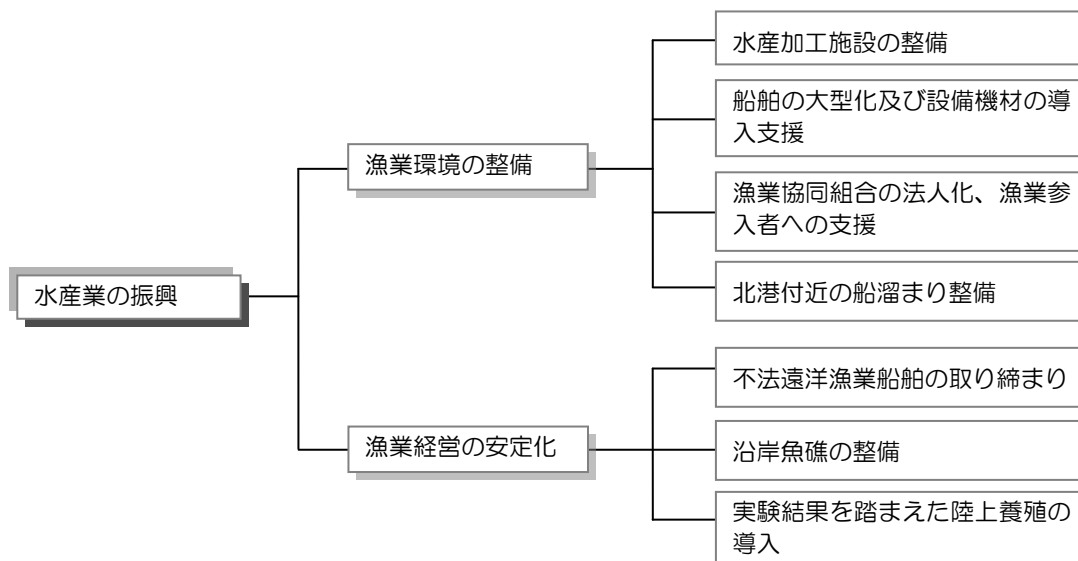 水産業の振興
漁業環境の整備
水産加工施設の整備
船舶の大型化及び設備機材の導
入支援
漁業協同組合の法人化、漁業参
入者への支援
北港付近の船溜まり整備
漁業経営の安定化
不法遠洋漁業船舶の取り締まり
沿岸魚礁の整備
実験結果を踏まえた陸上養殖の
導入